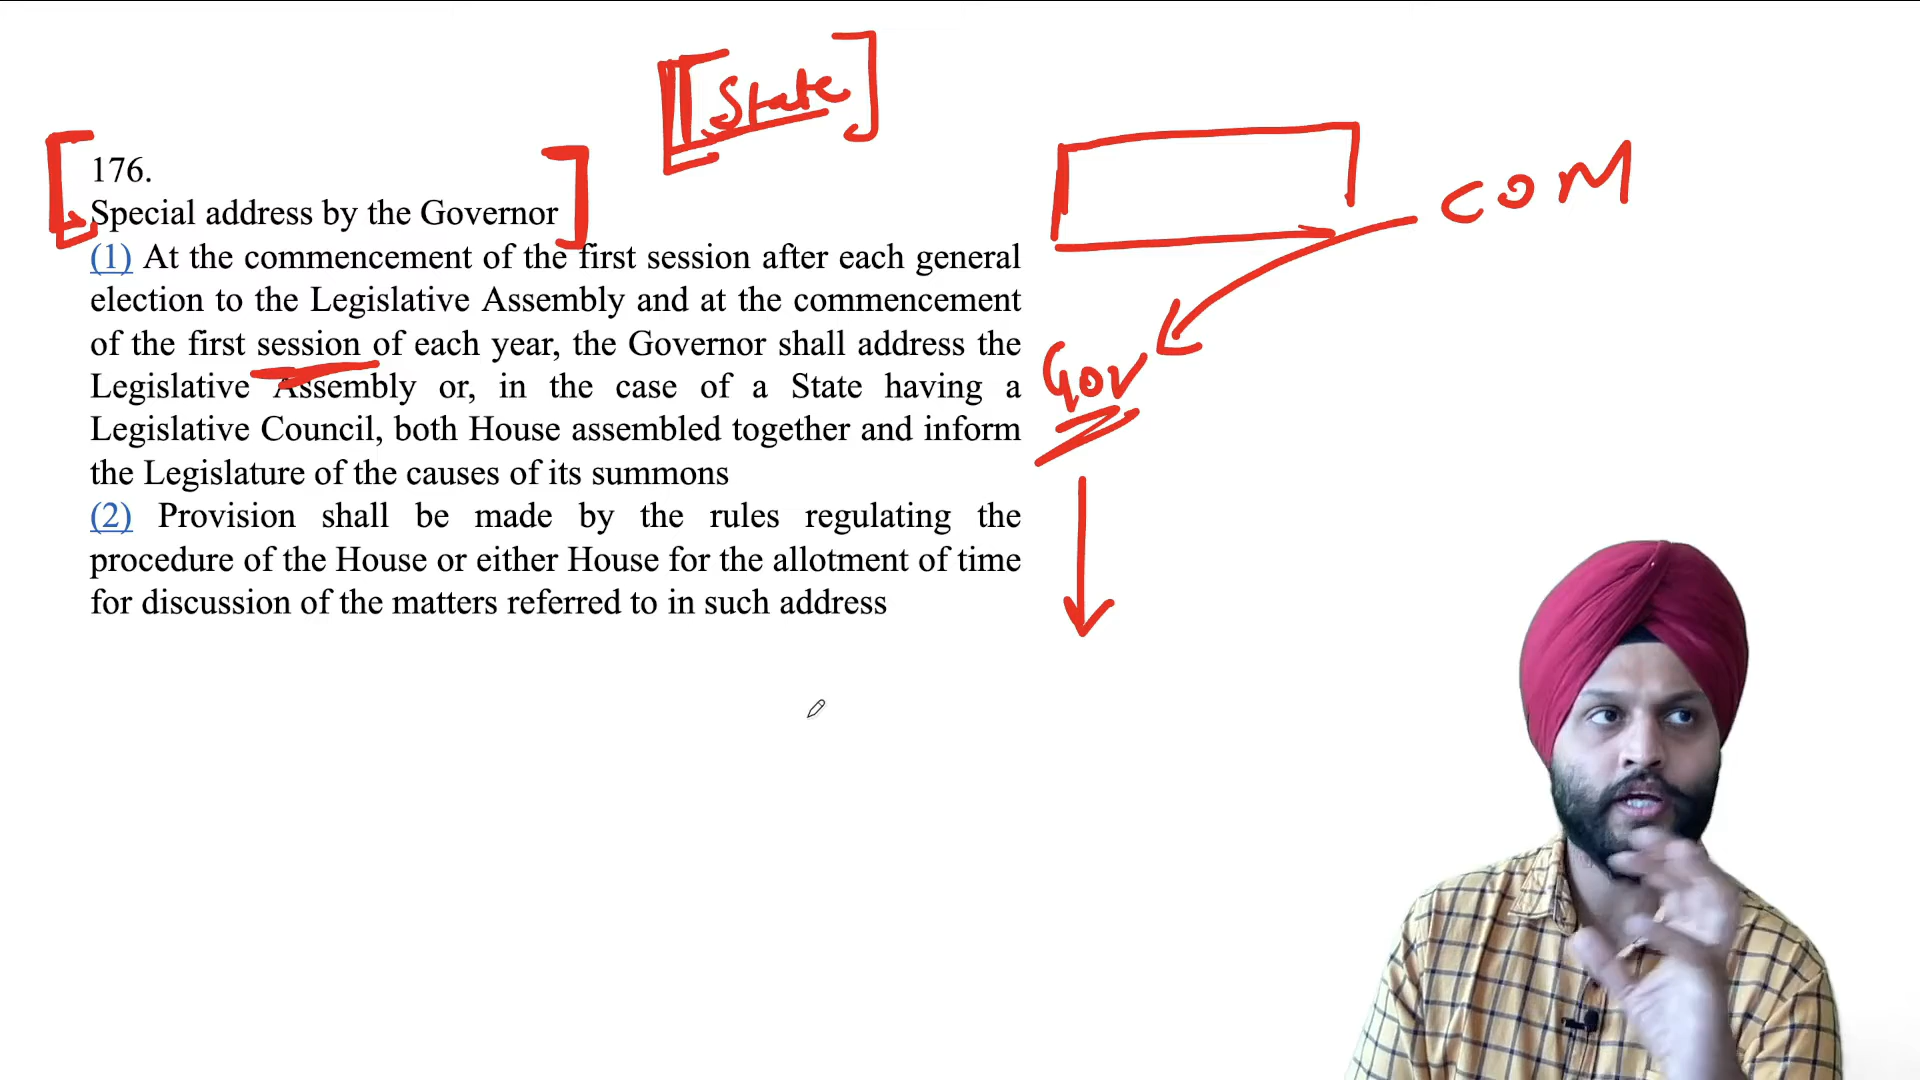 State
176.
Special address by the Governor
(1) At the commencement of the first session after each general
election to the Legislative Assembly and at the commencement
of the first session of each year, the Governor shall address the
Legislative Assembly or, in the case of a State having a
Legislative Council, both House assembled together and inform
the Legislature of the causes of its summons
(2) Provision shall be made by the rules regulating the
procedure of the House or either House for the allotment of time
for discussion of the matters referred to in such address
COM
Gov